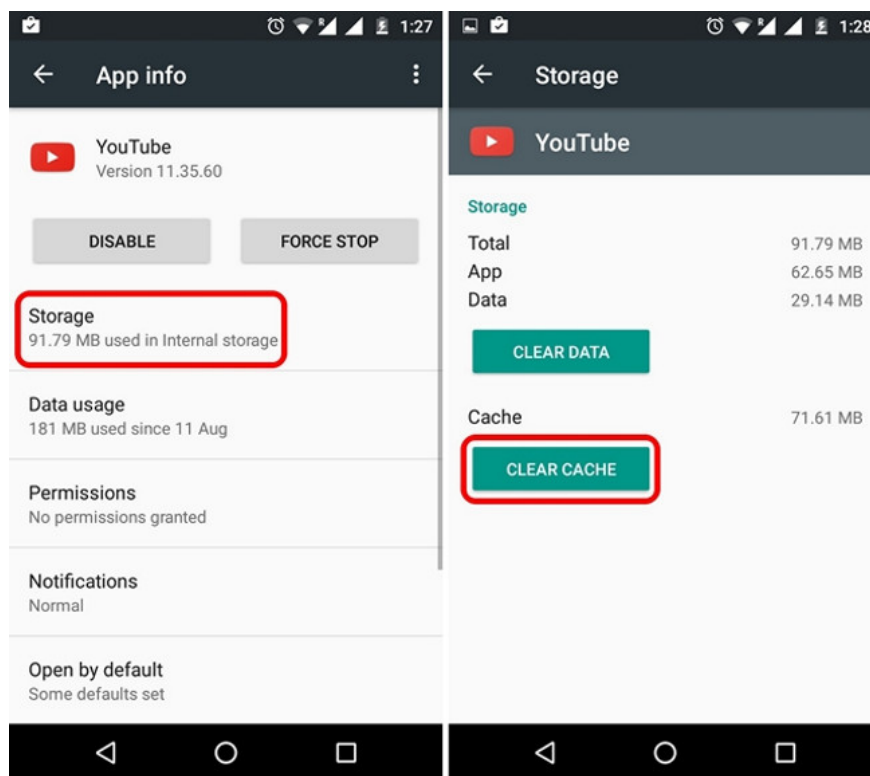 1:27
App info
YouTube
Version 11.35.60
DISABLE
FORCE STOP
Storage
91.79 MB used in Internal storage
Data usage
181 MB used since 11 Aug
Permissions
No permissions granted
Notifications
Normal
Open by default
Some defaults set
R
1:28
Storage
YouTube
Storage
Total 91.79 MB
App 62.65 MB
Data 29.14 MB
CLEAR DATA
Cache 71.61 MB
CLEAR CACHE